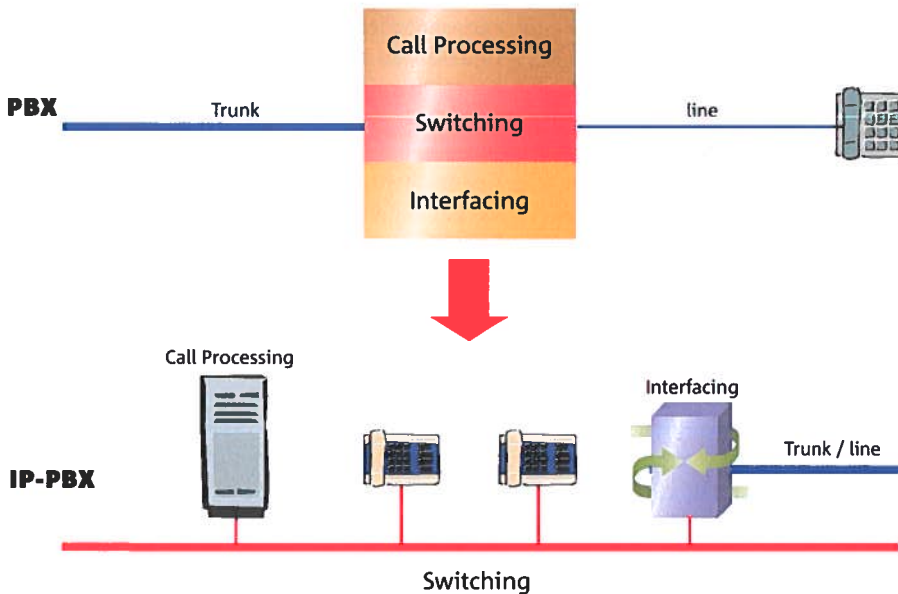 Call Processing
PBX
Trunk
Switching
line
Interfacing
Call Processing
Interfacing
Trunk / line
IP-PBX
Switching